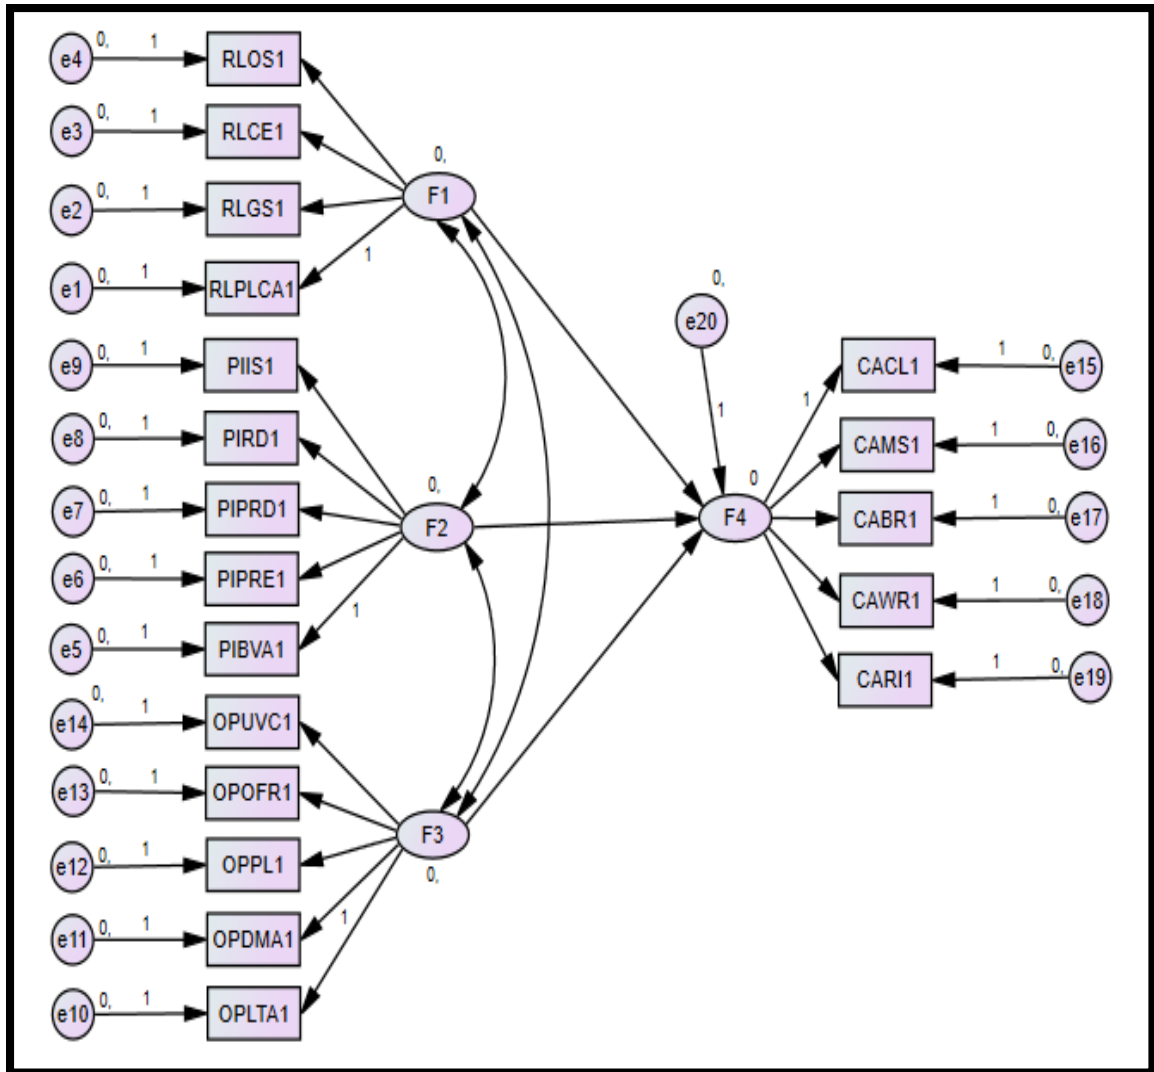 e4 0, 1 RLOS1
e3 0, 1 RLCE1
0,
F1
e2 0, 1 RLGS1
1
e1 0, 1 RLPLCA1
0,
e20
1
e9 0, 1 PIIS1
e8 0, 1 PIRD1
0,
F2
e7 0, 1 PIPRD1
e6 0, 1 PIPRE1
1
e5 0, 1 PIBVA1
0
F4
1
CACL1 1 0, e15
CAMS1 1 0, e16
CABR1 1 0, e17
CAWR1 1 0, e18
CARI1 1 0, e19
e14 0, 1 OPUVC1
e13 0, 1 OPOFR1
F3
0,
e12 0, 1 OPPL1
1
e11 0, 1 OPDMA1
e10 0, 1 OPLTA1